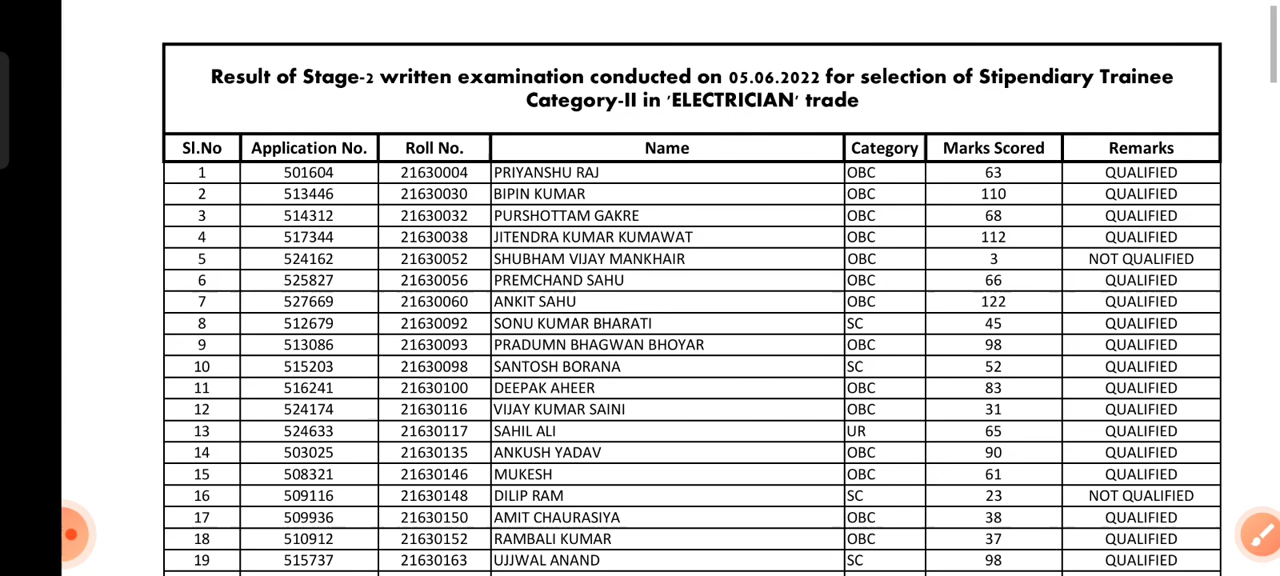 Result of Stage-2 written examination conducted on 05.06.2022 for selection of Stipendiary Trainee
Category-II in 'ELECTRICIAN' trade
Sl.No Application No. Roll No. Name Category Marks Scored Remarks
1 501604 21630004 PRIYANSHU RAJ OBC 63 QUALIFIED
2 513446 21630030 BIPIN KUMAR OBC 110 QUALIFIED
3 514312 21630032 PURSHOTTAM GAKRE OBC 68 QUALIFIED
4 517344 21630038 JITENDRA KUMAR KUMAWAT OBC 112 QUALIFIED
5 524162 21630052 SHUBHAM VIJAY MANKHAIR OBC 3 NOT QUALIFIED
6 525827 21630056 PREMCHAND SAHU OBC 66 QUALIFIED
7 527669 21630060 ANKIT SAHU OBC 122 QUALIFIED
8 512679 21630092 SONU KUMAR BHARATI SC 45 QUALIFIED
9 513086 21630093 PRADUMN BHAGWAN BHOYAR OBC 98 QUALIFIED
10 515203 21630098 SANTOSH BORANA SC 52 QUALIFIED
11 516241 21630100 DEEPAK AHEER OBC 83 QUALIFIED
12 524174 21630116 VIJAY KUMAR SAINI OBC 31 QUALIFIED
13 524633 21630117 SAHIL ALI UR 65 QUALIFIED
14 503025 21630135 ANKUSH YADAV OBC 90 QUALIFIED
15 508321 21630146 MUKESH OBC 61 QUALIFIED
16 509116 21630148 DILIP RAM SC 23 NOT QUALIFIED
17 509936 21630150 AMIT CHAURASIYA OBC 38 QUALIFIED
18 510912 21630152 RAMBALI KUMAR OBC 37 QUALIFIED
19 515737 21630163 UJJWAL ANAND SC 98 QUALIFIED